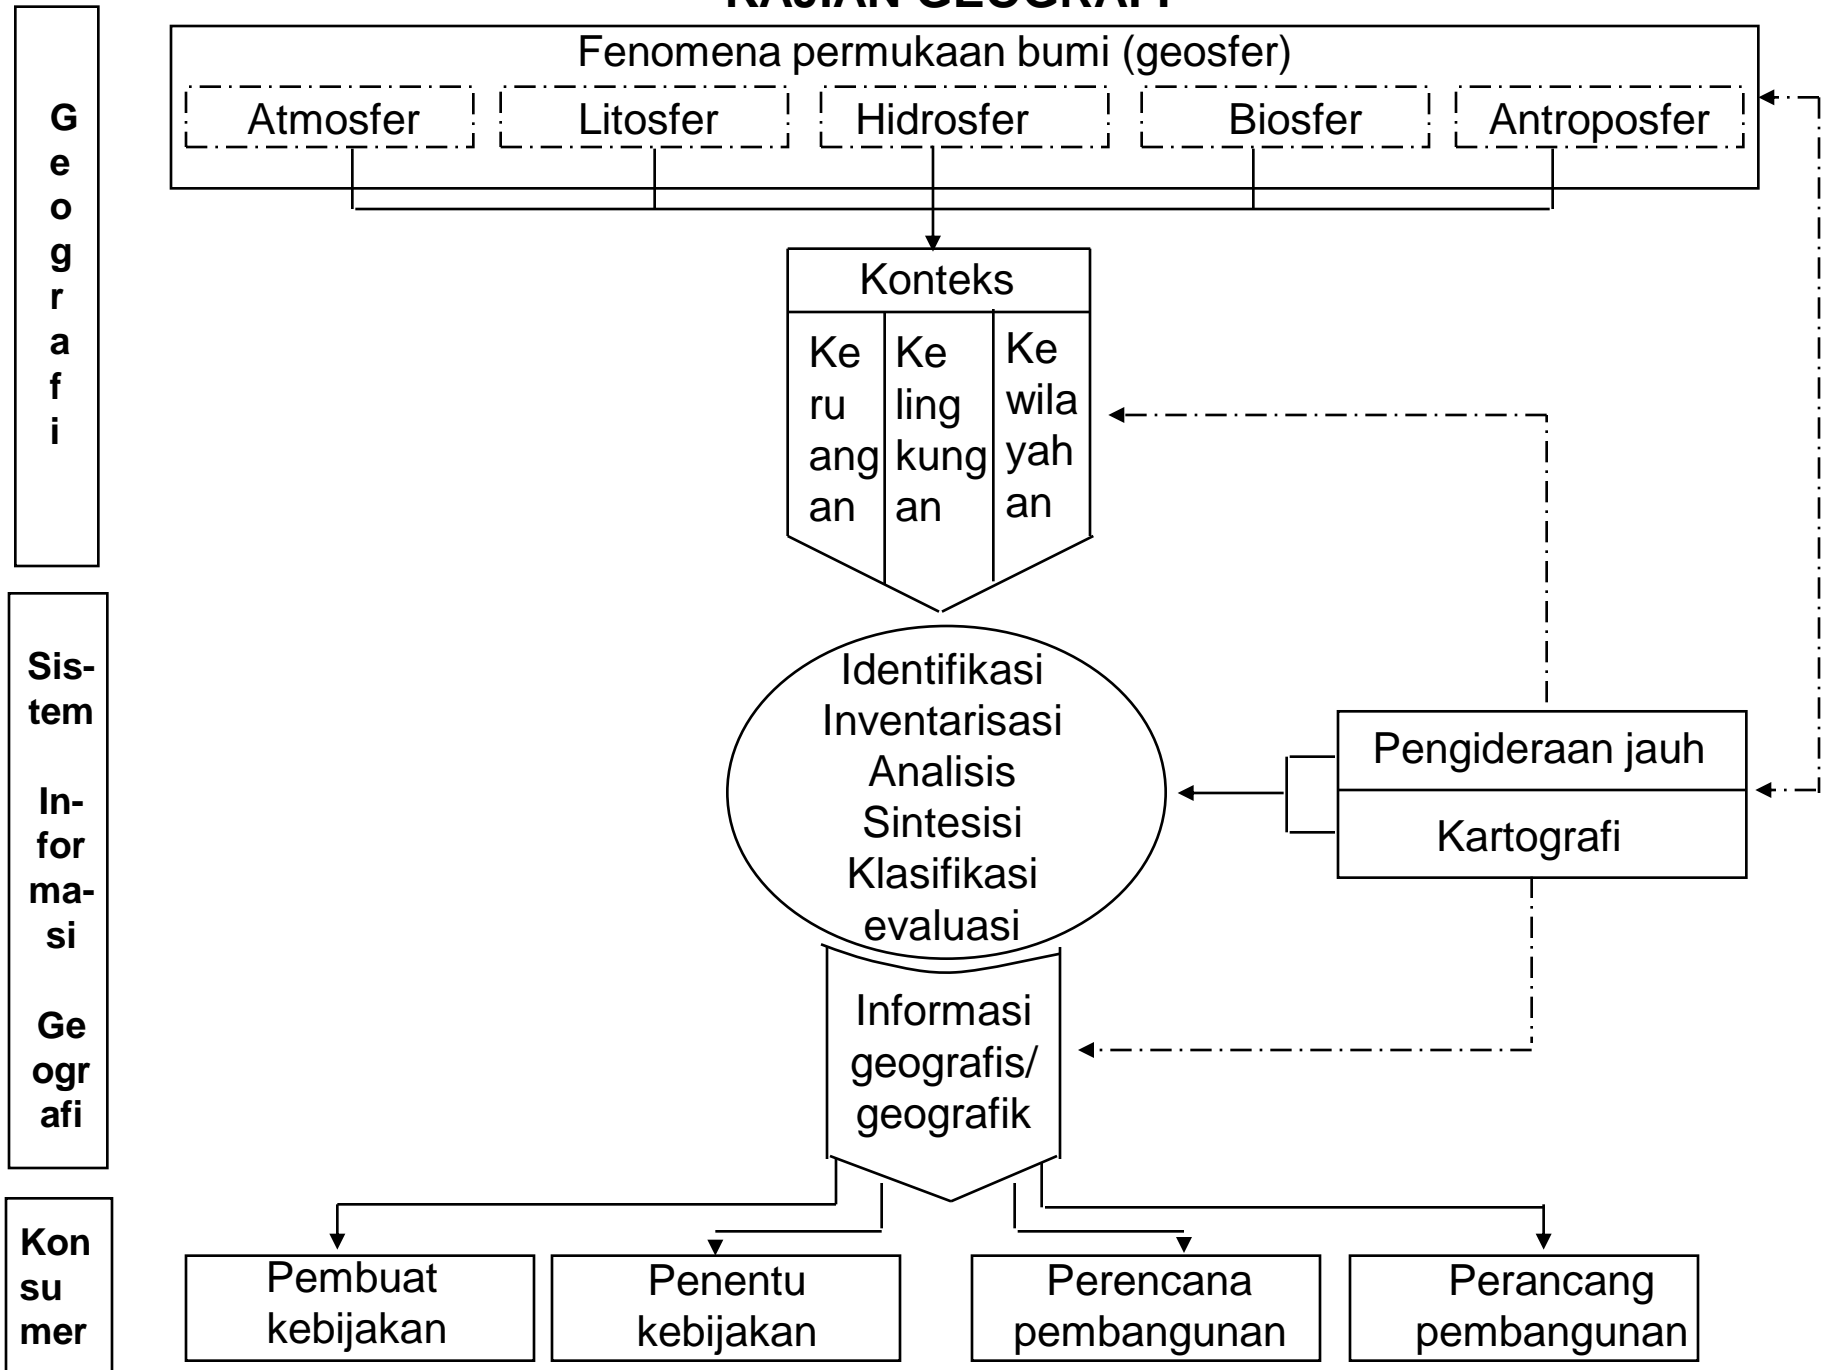 KAJIAN GEOGRAFI
Fenomena permukaan bumi (geosfer)
Atmosfer
Litosfer
Hidrosfer
Biosfer
Antroposfer
G
e
o
g
r
a
f
i
Konteks
Ke
ru
ang
an
Ke
ling
kung
an
Ke
wila
yah
an
Sis-
tem
In-
for
ma-
si
Ge
ogr
afi
Identifikasi
Inventarisasi
Analisis
Sintesisi
Klasifikasi
evaluasi
Pengideraan jauh
Kartografi
Informasi
geografis/
geografik
Kon
su
mer
Pembuat
kebijakan
Penentu
kebijakan
Perencana
pembangunan
Perancang
pembangunan